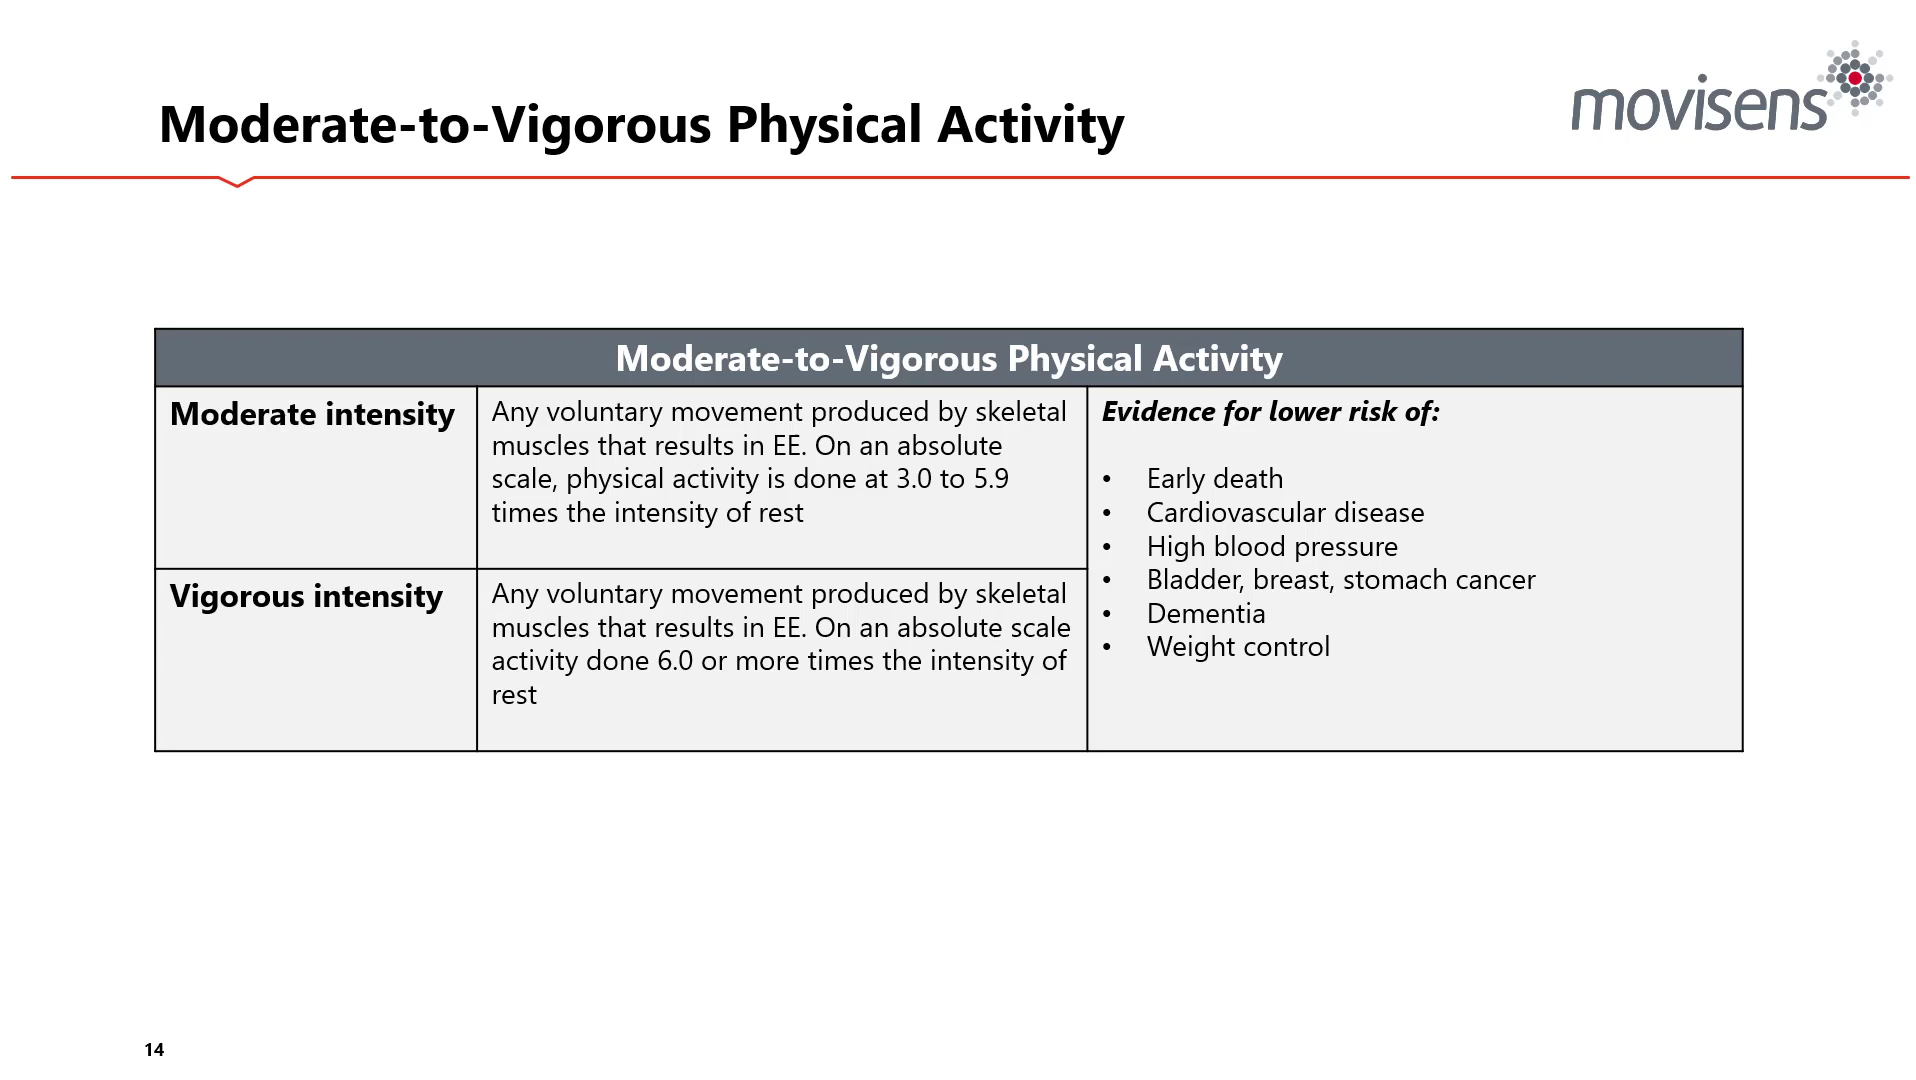 movisens
Moderate-to-Vigorous Physical Activity
Moderate-to-Vigorous Physical Activity
Moderate intensity
Any voluntary movement produced by skeletal
muscles that results in EE. On an absolute
scale, physical activity is done at 3.0 to 5.9
times the intensity of rest
Vigorous intensity
Any voluntary movement produced by skeletal
muscles that results in EE. On an absolute scale
activity done 6.0 or more times the intensity of
rest
Evidence for lower risk of:
• Early death
• Cardiovascular disease
• High blood pressure
• Bladder, breast, stomach cancer
• Dementia
• Weight control
14